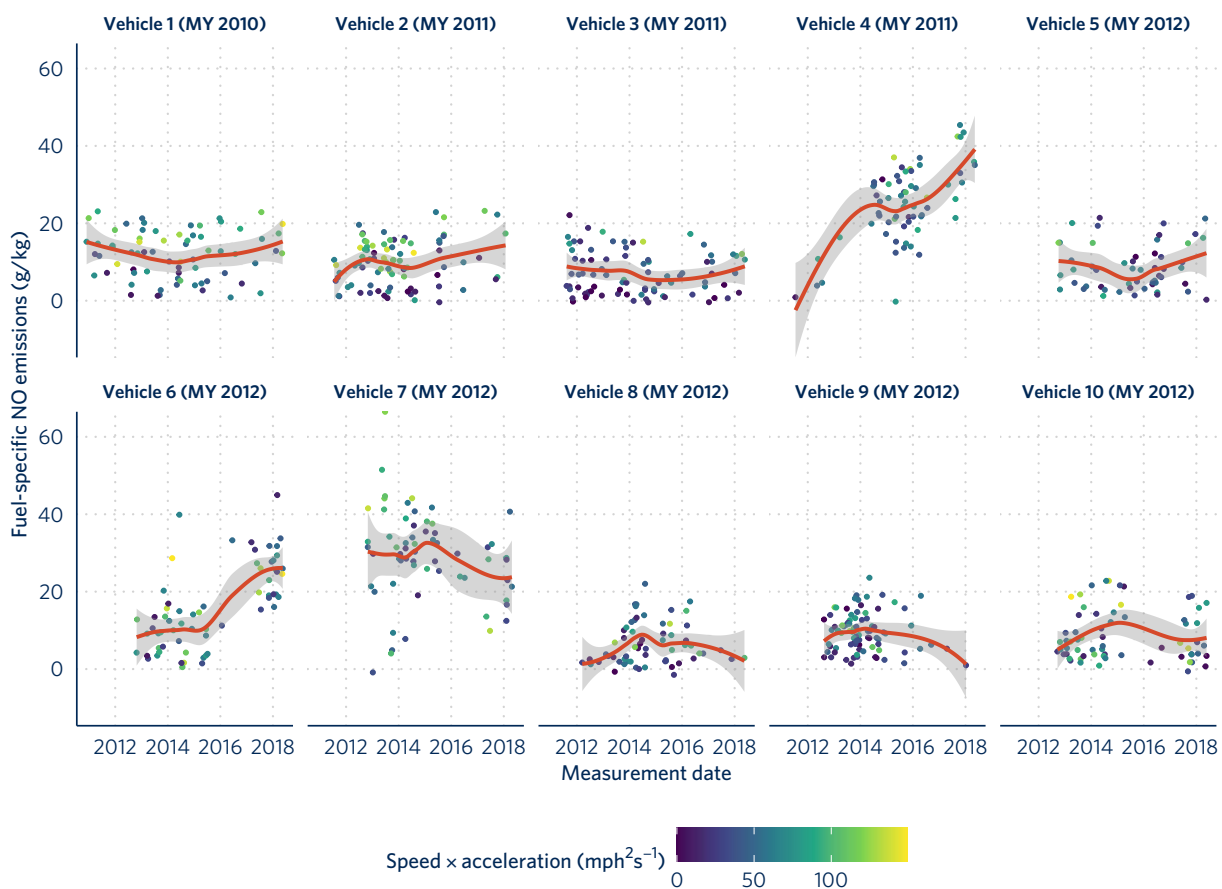 Vehicle 1 (MY 2010) Vehicle 2 (MY 2011) Vehicle 3 (MY 2011) Vehicle 4 (MY 2011) Vehicle 5 (MY 2012)
60
40
20
0
Vehicle 6 (MY 2012) Vehicle 7 (MY 2012) Vehicle 8 (MY 2012) Vehicle 9 (MY 2012) Vehicle 10 (MY 2012)
60
40
20
0
Fuel-specific NO emissions (g/kg)
2012 2014 2016 2018 2012 2014 2016 2018 2012 2014 2016 2018 2012 2014 2016 2018 2012 2014 2016 2018
Measurement date
Speed × acceleration (mph²s⁻¹)
0 50 100